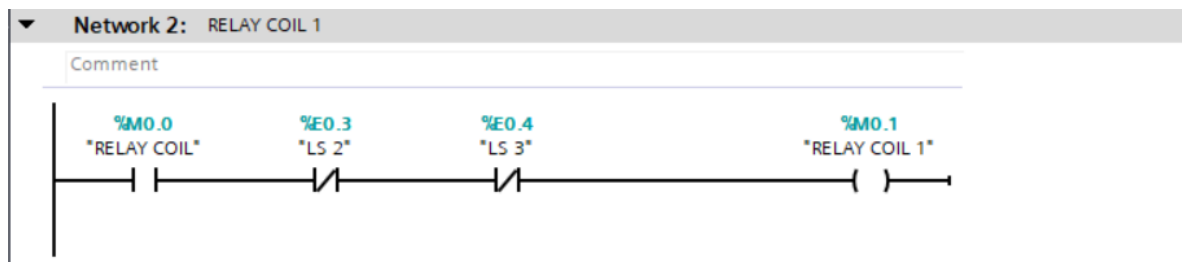 Network 2: RELAY COIL 1
Comment
%M0.0 %E0.3 %E0.4 %M0.1
"RELAY COIL" "LS 2" "LS 3" "RELAY COIL 1"